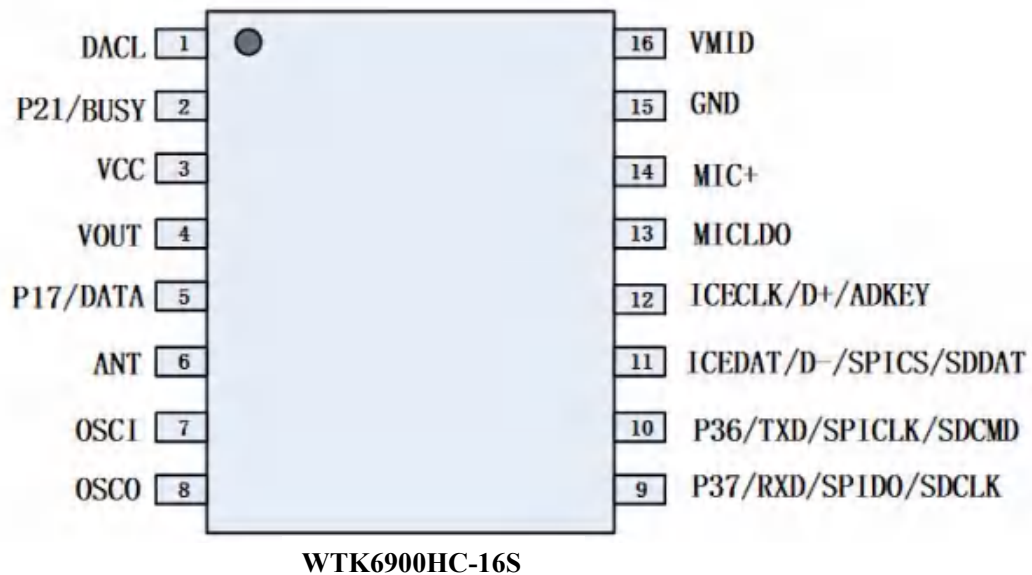 DACL 1 16 VMID
P21/BUSY 2 15 GND
VCC 3 14 MIC+
VOUT 4 13 MICLDO
P17/DATA 5 12 ICECLK/D+/ADKEY
ANT 6 11 ICEDAT/D-/SPICS/SDDAT
OSCI 7 10 P36/TXD/SPICLK/SDCMD
OSCO 8 9 P37/RXD/SPIDO/SDCLK
WTK6900HC-16S